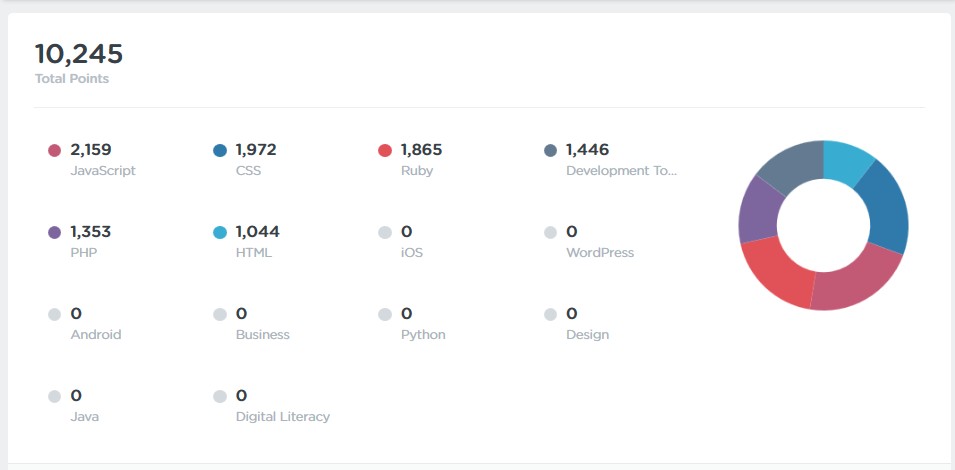 10,245
Total Points
2,159
JavaScript
1,972
CSS
1,865
Ruby
1,446
Development To...
1,353
PHP
1,044
HTML
0
iOS
0
WordPress
0
Android
0
Business
0
Python
0
Design
0
Java
0
Digital Literacy